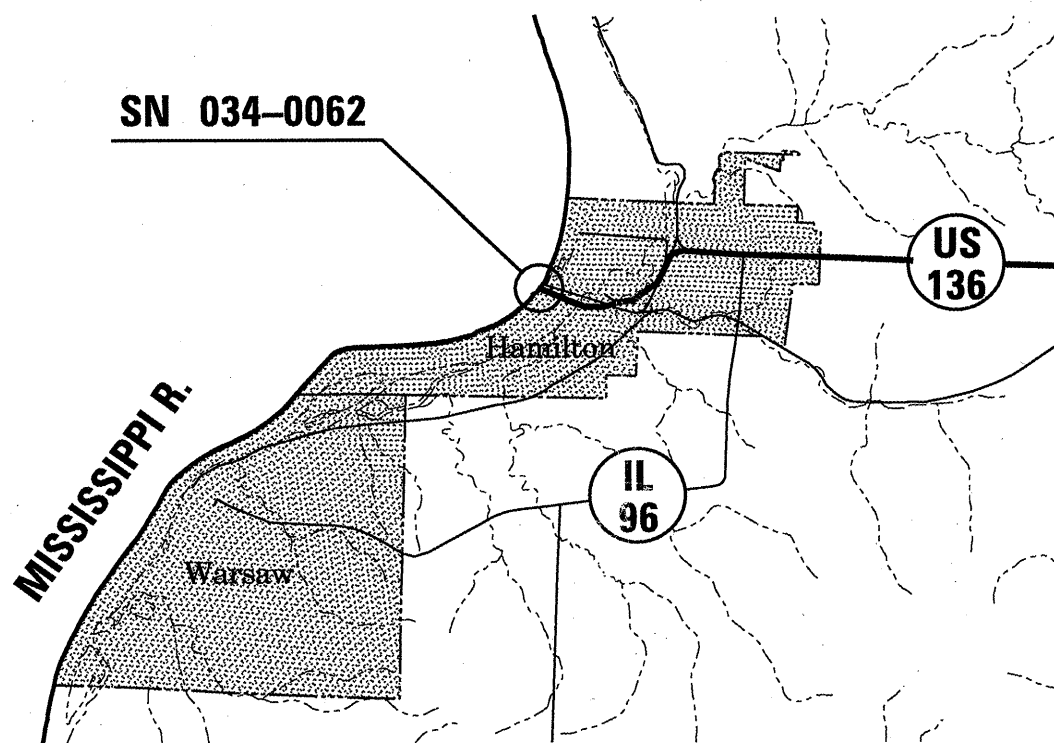 SN 034–0062
US
136
Hamilton
MISSISSIPPI R.
IL
96
Warsaw